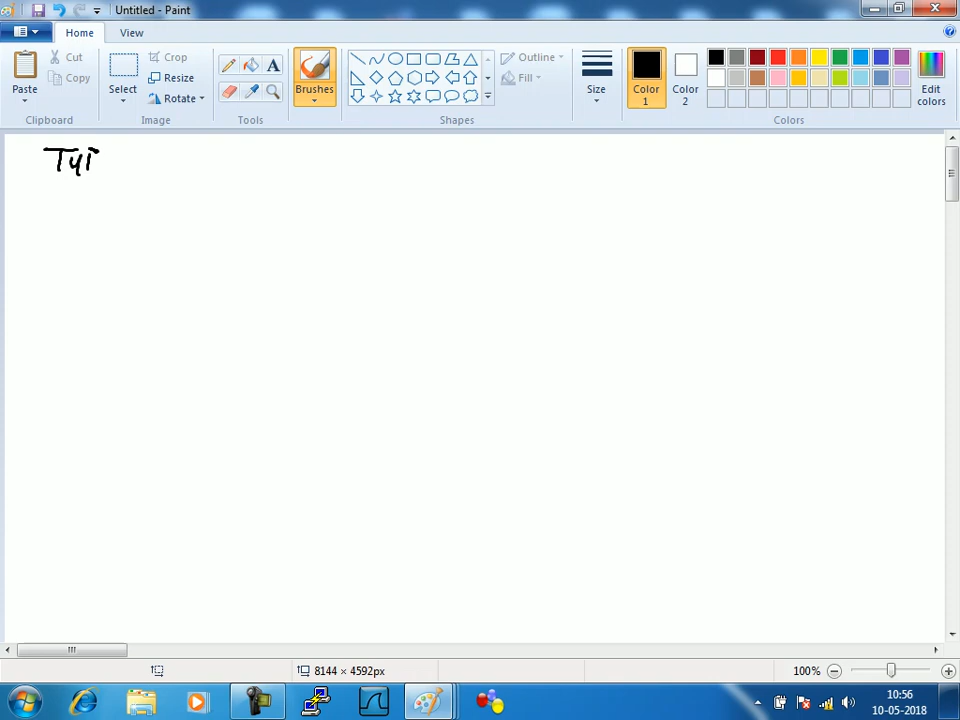 Untitled - Paint
Home
View
Paste
Cut
Copy
Clipboard
Select
Crop
Resize
Rotate
Image
Tools
Brushes
Outline
Fill
Shapes
Size
Color 1
Color 2
Edit colors
Colors
8144 × 4592px
100%
10:56
10-05-2018